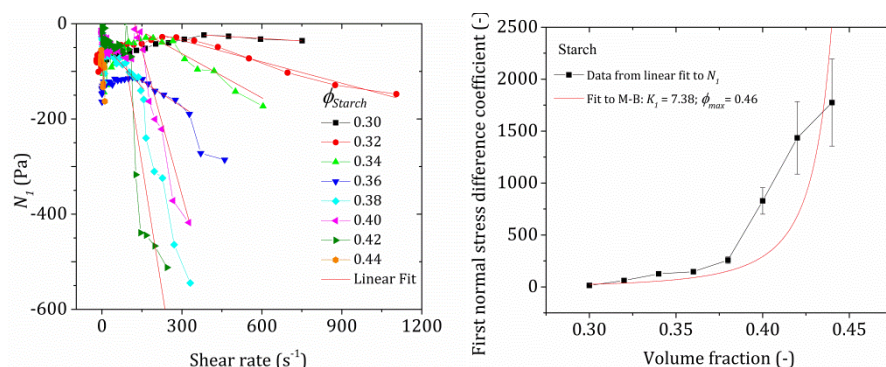 0
-200
-400
-600
N₁ (Pa)
0 300 600 900 1200
Shear rate (s⁻¹)
ϕStarch
0.30
0.32
0.34
0.36
0.38
0.40
0.42
0.44
Linear Fit
First normal stress difference coefficient (-)
2500
2000
1500
1000
500
0
Starch
Data from linear fit to N₁
Fit to M-B: K₁ = 7.38; ϕmax= 0.46
0.30 0.35 0.40 0.45
Volume fraction (-)